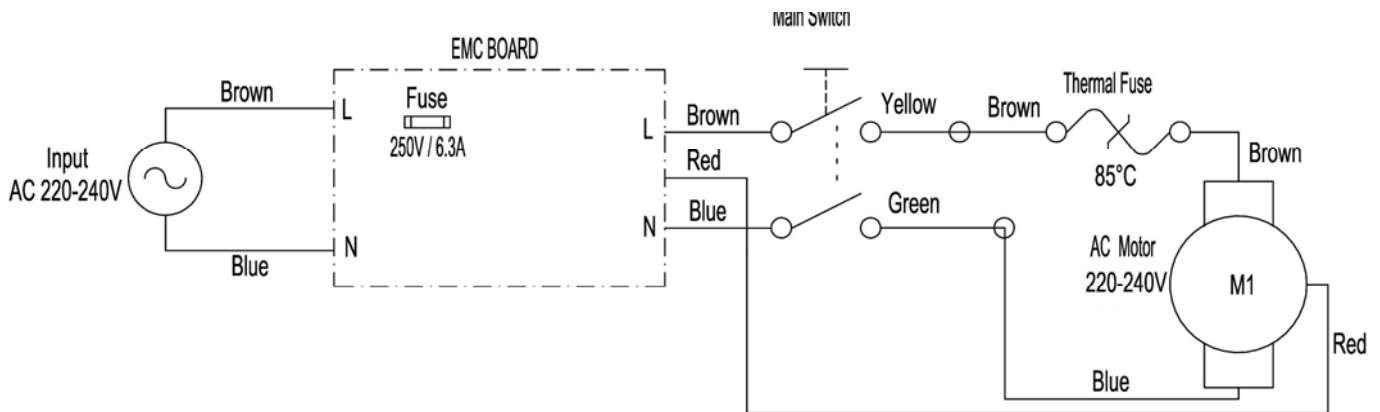 Main Switch
EMC BOARD
Brown
L
Fuse
250V / 6.3A
Input
AC 220-240V
N
Blue
L
Brown
Red
N
Blue
Yellow
Brown
Thermal Fuse
85°C
Brown
Green
AC Motor
220-240V
M1
Red
Blue